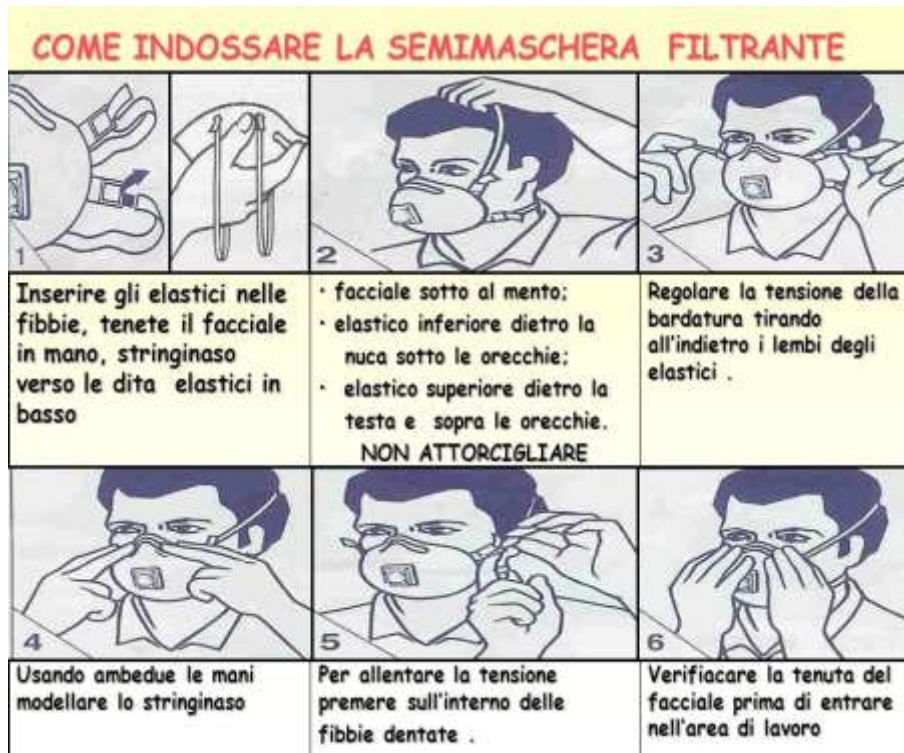 COME INDOSSARE LA SEMIMASCHERA FILTRANTE
1
2
3
Inserire gli elastici nelle
fibbie, tenete il facciale
in mano, stringinaso
verso le dita elastici in
basso
· facciale sotto al mento;
· elastico inferiore dietro la
nuca sotto le orecchie;
· elastico superiore dietro la
testa e sopra le orecchie.
NON ATTORCIGLIARE
Regolare la tensione della
bardatura tirando
all'indietro i lembi degli
elastici .
4
5
6
Usando ambedue le mani
modellare lo stringinaso
Per allentare la tensione
premere sull'interno delle
fibbie dentate .
Verifiacare la tenuta del
facciale prima di entrare
nell'area di lavoro